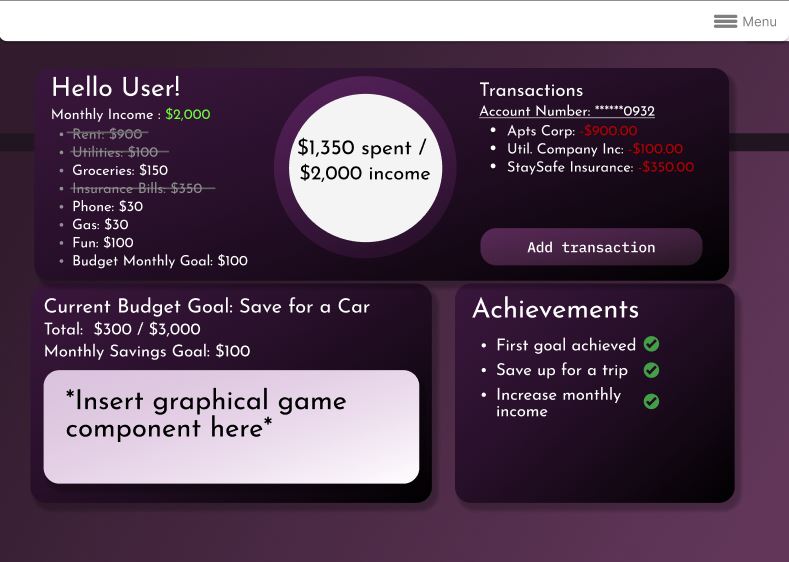 Menu
Hello User!
Monthly Income : $2,000
Rent: $900
Utilities: $100
Groceries: $150
Insurance Bills: $350
Phone: $30
Gas: $30
Fun: $100
Budget Monthly Goal: $100
$1,350 spent /
$2,000 income
Transactions
Account Number: ******0932
Apts Corp: -$900.00
Util. Company Inc: -$100.00
StaySafe Insurance: -$350.00
Add transaction
Current Budget Goal: Save for a Car
Total: $300 / $3,000
Monthly Savings Goal: $100
*Insert graphical game
component here*
Achievements
First goal achieved
Save up for a trip
Increase monthly
income